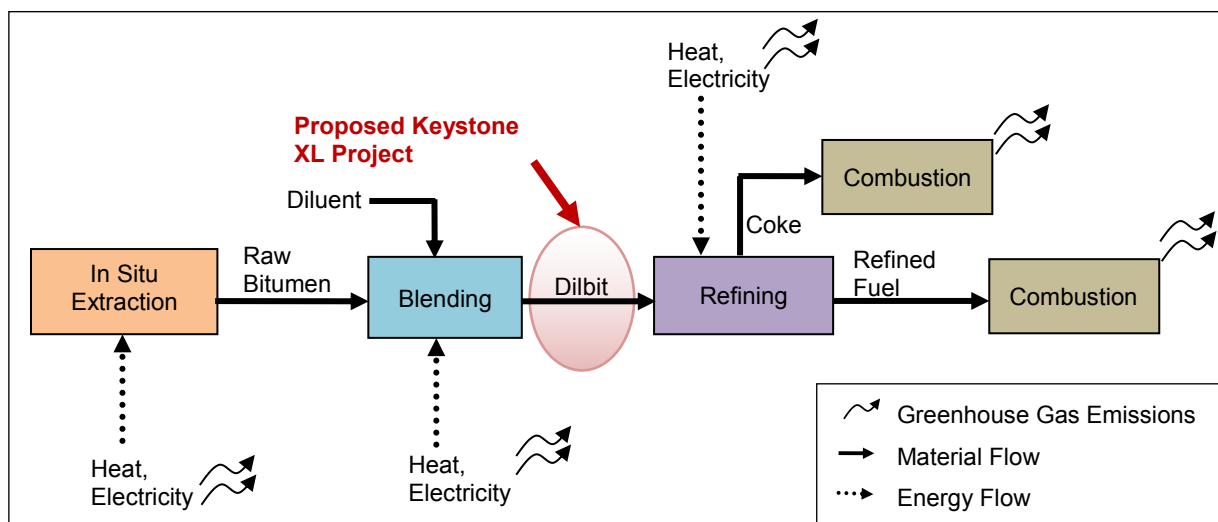 Heat,
Electricity
Proposed Keystone
XL Project
Combustion
Diluent
Coke
In Situ
Extraction
Raw
Bitumen
Blending
Dilbit
Refining
Refined
Fuel
Combustion
Heat,
Electricity
Heat,
Electricity
Greenhouse Gas Emissions
Material Flow
Energy Flow